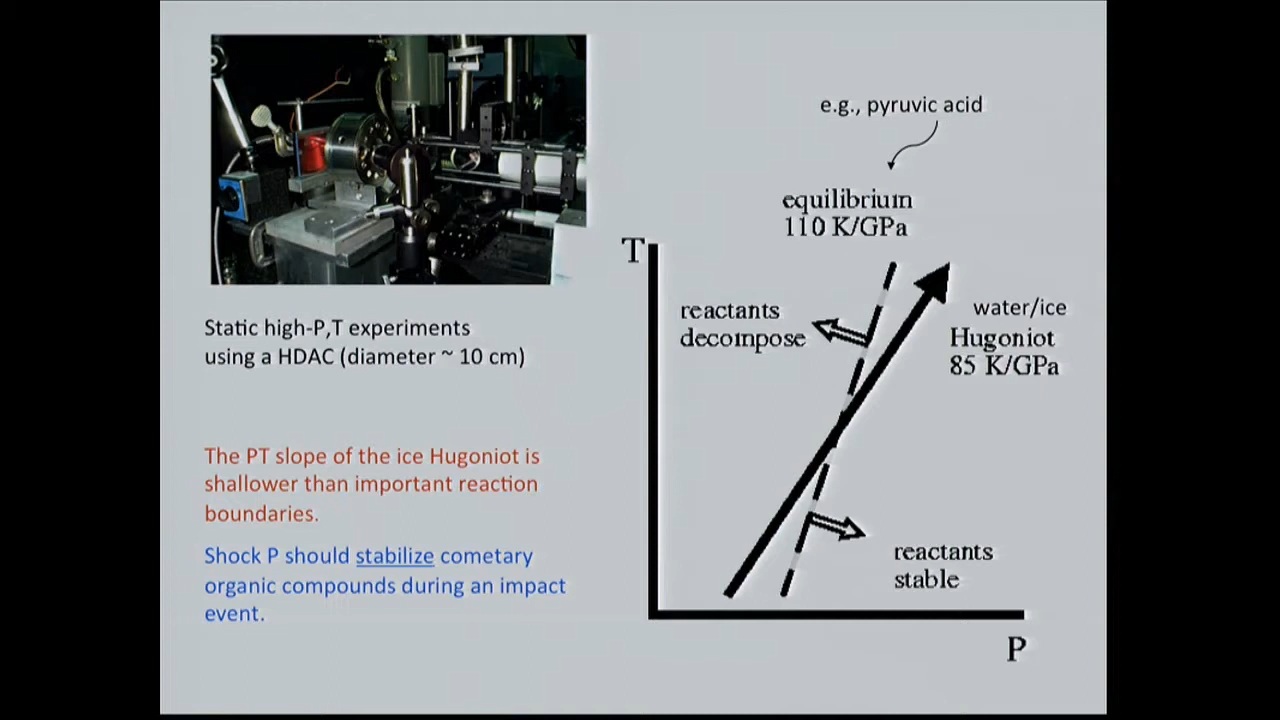 e.g., pyruvic acid
equilibrium
110 K/GPa
T
reactants
decompose
water/ice
Hugoniot
85 K/GPa
reactants
stable
P
Static high-P,T experiments
using a HDAC (diameter ~ 10 cm)
The PT slope of the ice Hugoniot is
shallower than important reaction
boundaries.
Shock P should stabilize cometary
organic compounds during an impact
event.